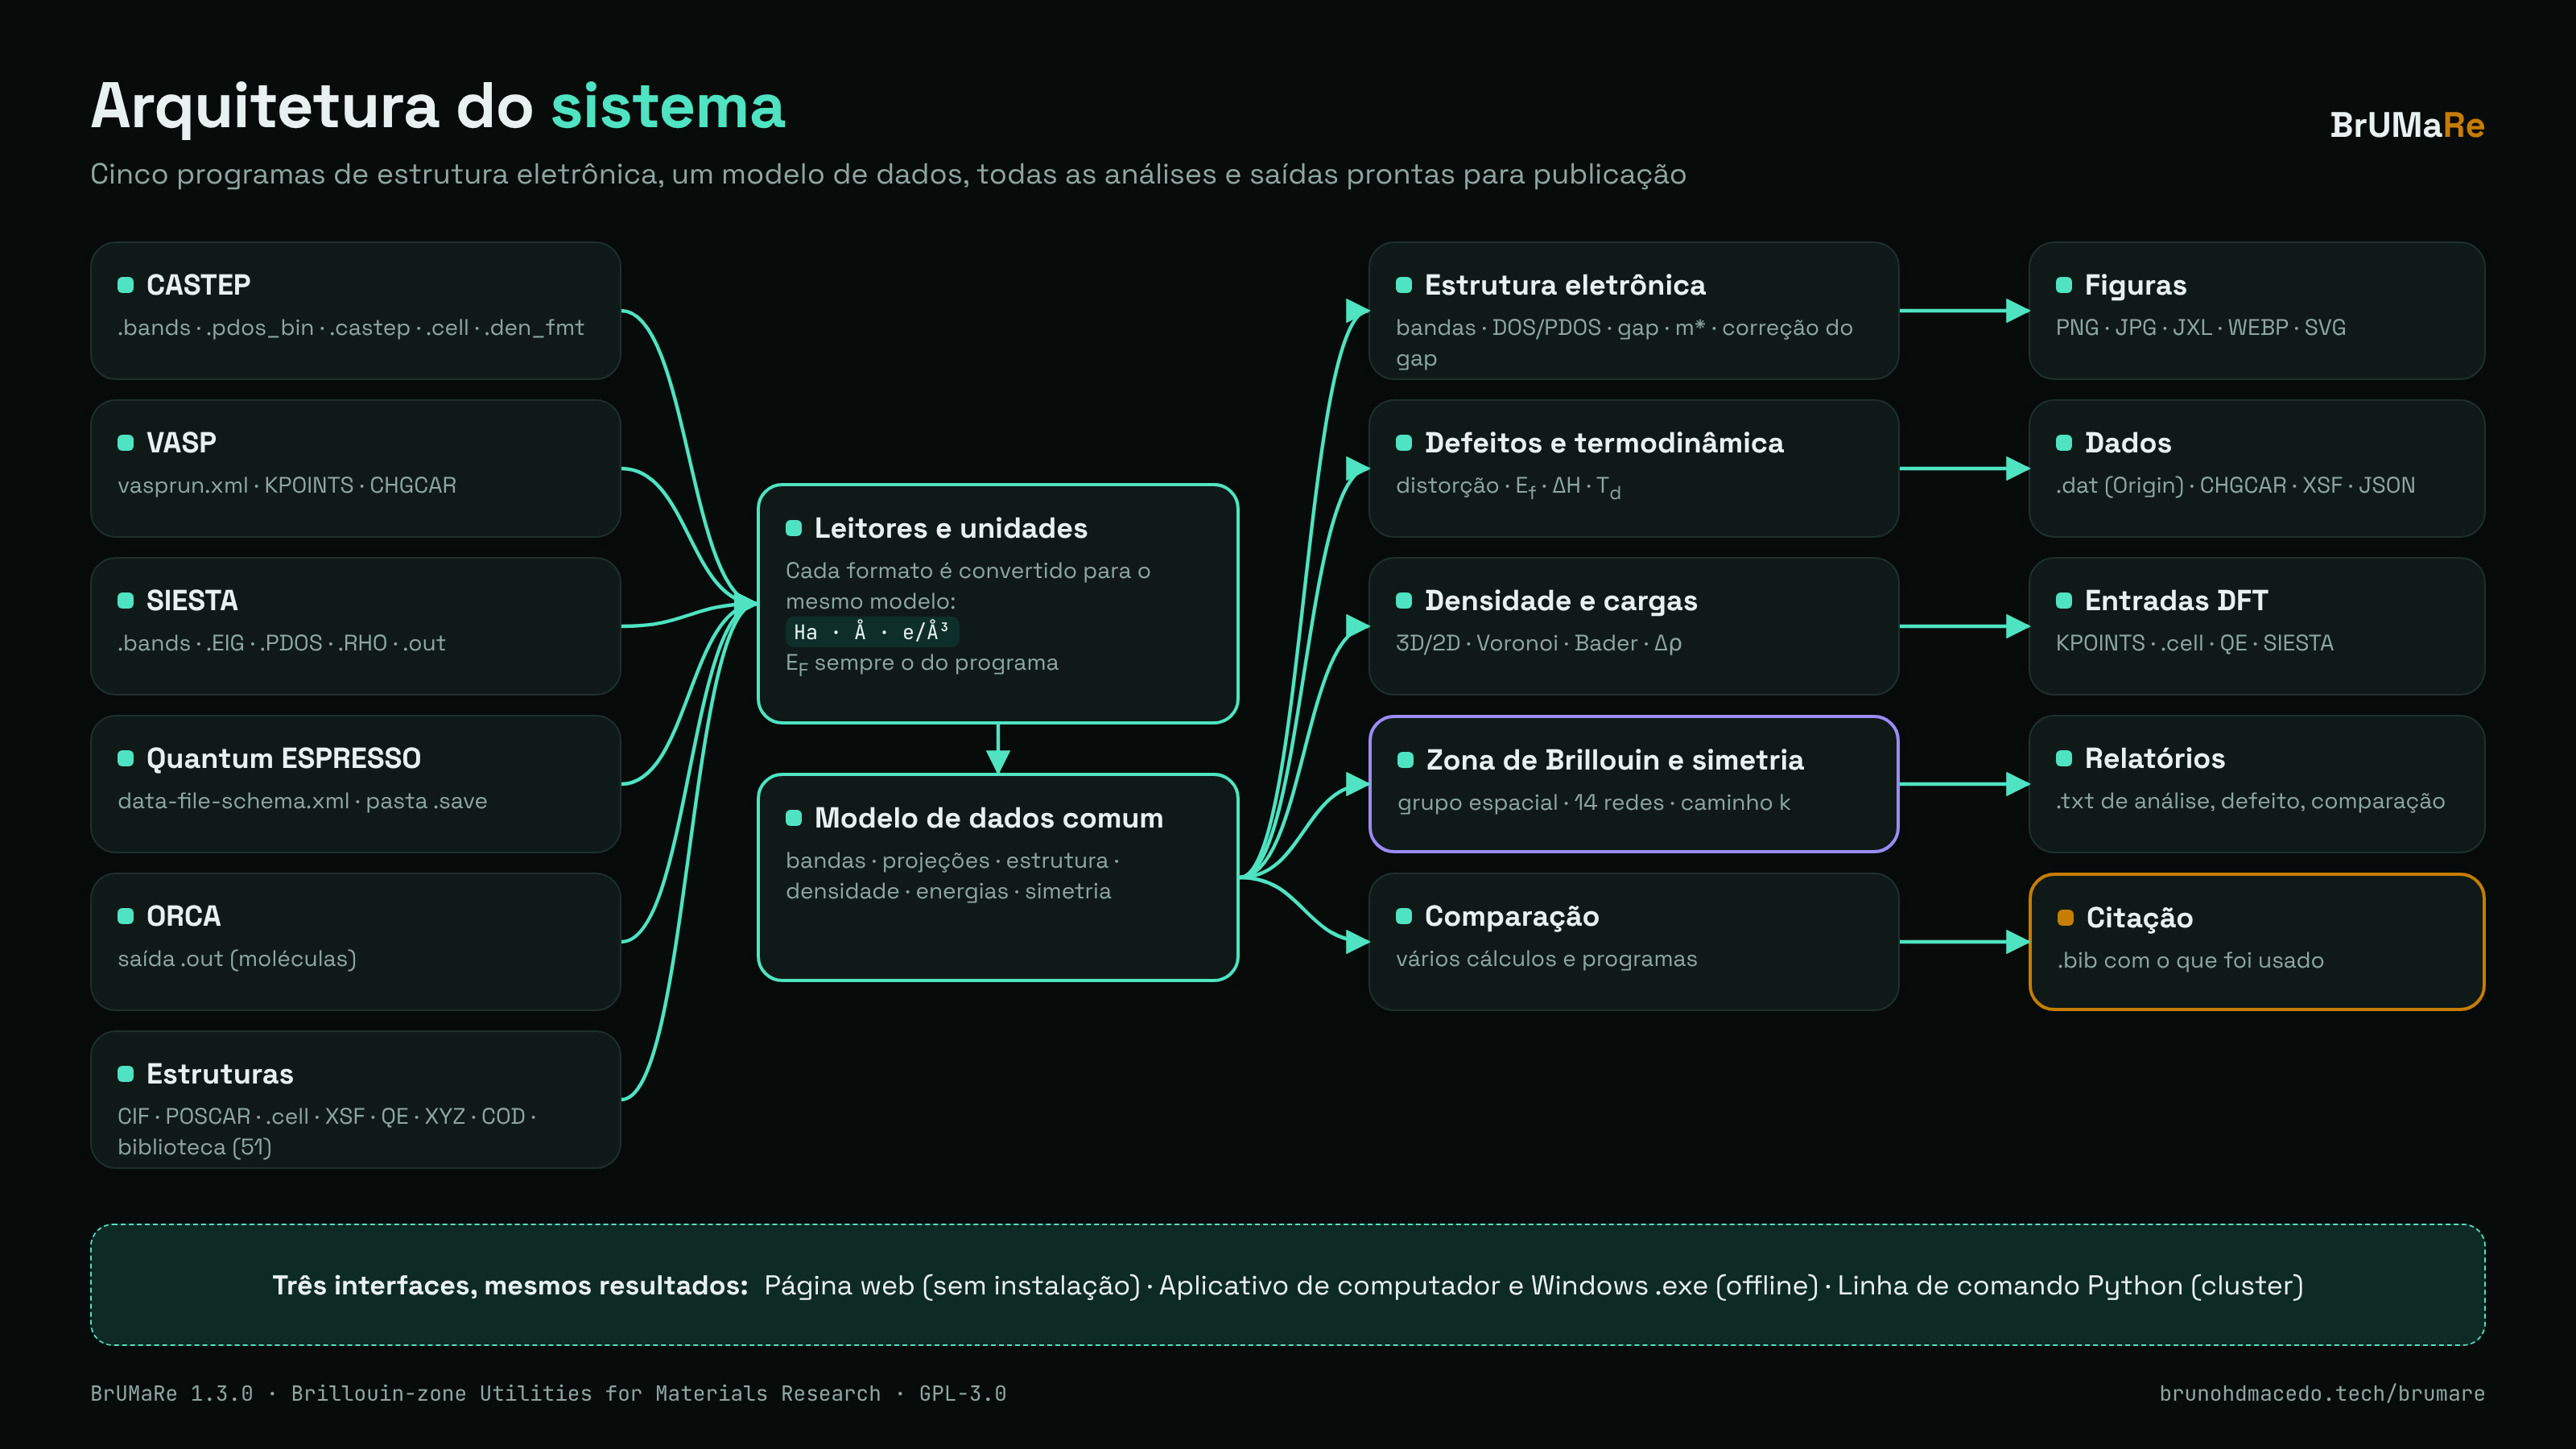 Arquitetura do sistema
BrUMaRe
Cinco programas de estrutura eletrônica, um modelo de dados, todas as análises e saídas prontas para publicação
CASTEP
.bands · .pdos_bin · .castep · .cell · .den_fmt
VASP
vasprun.xml · KPOINTS · CHGCAR
SIESTA
.bands · .EIG · .PDOS · .RHO · .out
Quantum ESPRESSO
data-file-schema.xml · pasta .save
ORCA
saída .out (moléculas)
Estruturas
CIF · POSCAR · .cell · XSF · QE · XYZ · COD ·
biblioteca (51)
Leitores e unidades
Cada formato é convertido para o
mesmo modelo:
Ha · Å · e/Å³
E_F sempre o do programa
Modelo de dados comum
bandas · projeções · estrutura ·
densidade · energias · simetria
Estrutura eletrônica
bandas · DOS/PDOS · gap · m* · correção do
gap
Defeitos e termodinâmica
distorção · E_f · ΔH · T_d
Densidade e cargas
3D/2D · Voronoi · Bader · Δρ
Zona de Brillouin e simetria
grupo espacial · 14 redes · caminho k
Comparação
vários cálculos e programas
Figuras
PNG · JPG · JXL · WEBP · SVG
Dados
.dat (Origin) · CHGCAR · XSF · JSON
Entradas DFT
KPOINTS · .cell · QE · SIESTA
Relatórios
.txt de análise, defeito, comparação
Citação
.bib com o que foi usado
Três interfaces, mesmos resultados: Página web (sem instalação) · Aplicativo de computador e Windows .exe (offline) · Linha de comando Python (cluster)
BrUMaRe 1.3.0 · Brillouin-zone Utilities for Materials Research · GPL-3.0
brunohdmacedo.tech/brumare